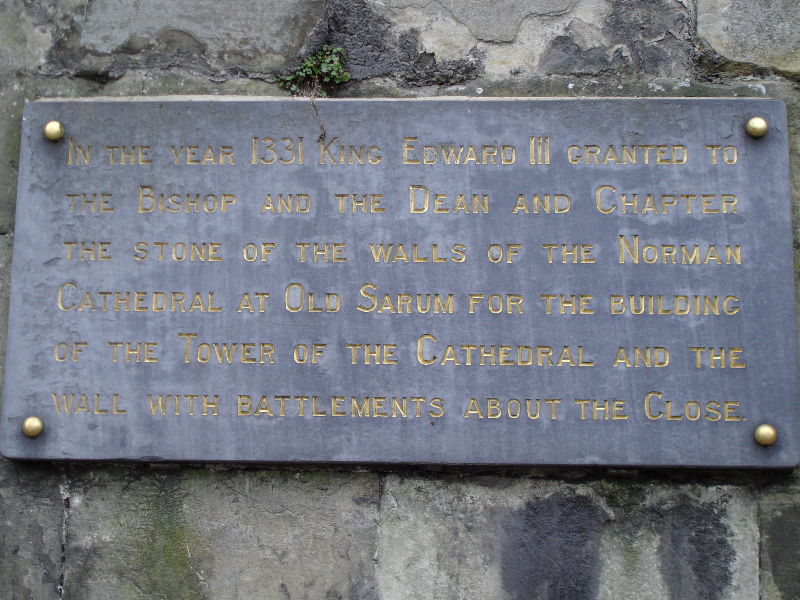 In the year 1331 King Edward III granted to
the Bishop and the Dean and Chapter
the stone of the walls of the Norman
Cathedral at Old Sarum for the building
of the Tower of the Cathedral and the
wall with battlements about the Close.